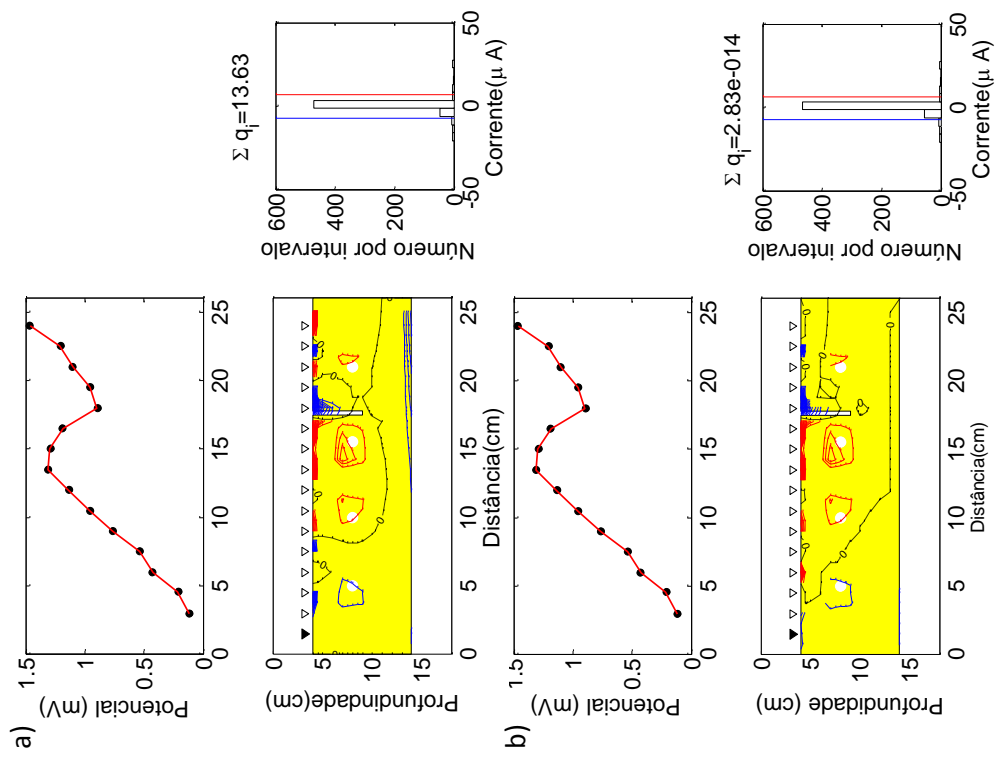 a)
Potencial (mV)
1.5
1
0.5
0
0 5 10 15 20 25
Profundindade(cm)
0
5
10
15
0 5 10 15 20 25
Distância(cm)
Σ qi=13.63
Número por intervalo
600
400
200
0
-50 0 50
Corrente(μ A)
b)
Potencial (mV)
1.5
1
0.5
0
0 5 10 15 20 25
Profundidade (cm)
0
5
10
15
0 5 10 15 20 25
Distância(cm)
Σ qi=2.83e-014
Número por intervalo
600
400
200
0
-50 0 50
Corrente(μ A)